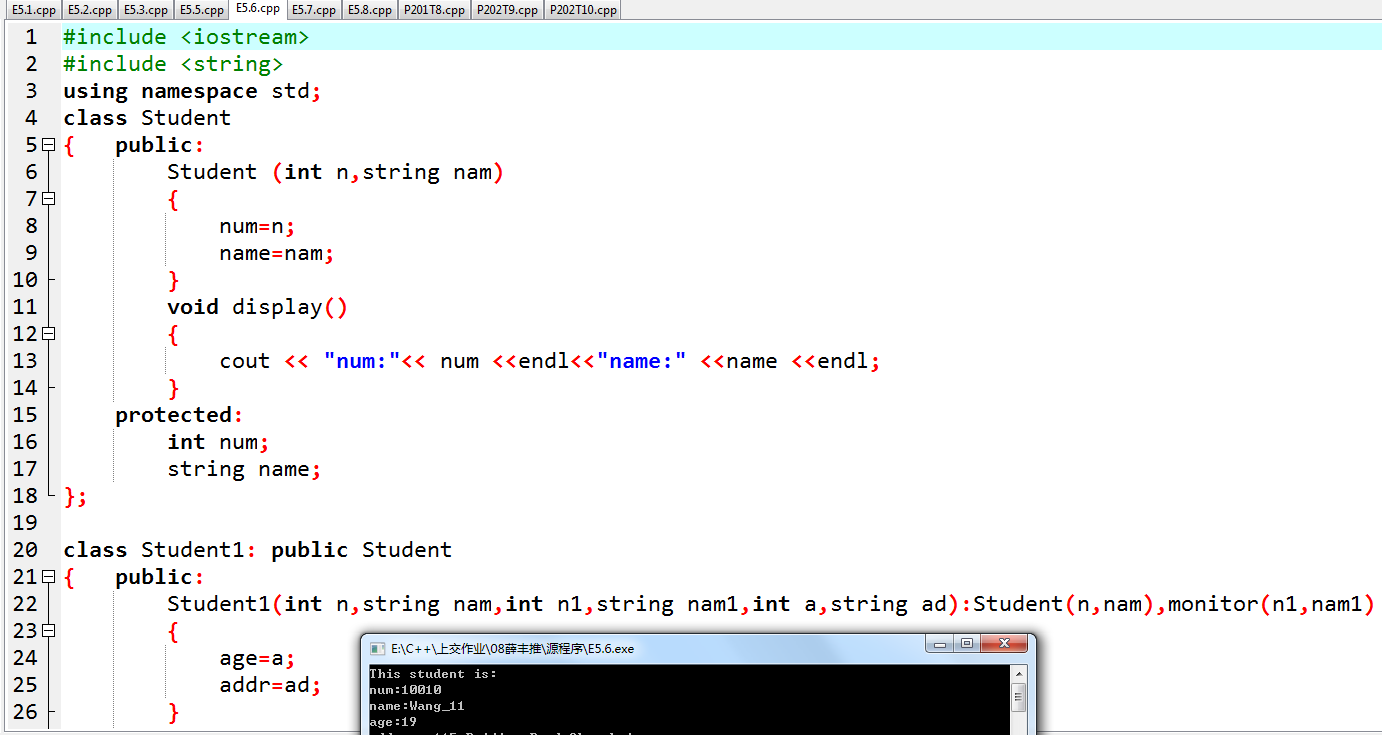 E5.1.cpp E5.2.cpp E5.3.cpp E5.5.cpp E5.6.cpp E5.7.cpp E5.8.cpp P201T8.cpp P202T9.cpp P202T10.cpp
1 #include <iostream>
2 #include <string>
3 using namespace std;
4 class Student
5 { public:
6 Student (int n,string nam)
7 {
8 num=n;
9 name=nam;
10 }
11 void display()
12 {
13 cout << "num:"<< num <<endl<<"name:" <<name <<endl;
14 }
15 protected:
16 int num;
17 string name;
18 };
19
20 class Student1: public Student
21 { public:
22 Student1(int n,string nam,int n1,string nam1,int a,string ad):Student(n,nam),monitor(n1,nam1)
23 {
24 age=a;
25 addr=ad;
26 }
E:\C++\上交作业\08薛丰推\源程序\E5.6.exe
This student is:
num:10010
name:Wang_11
age:19